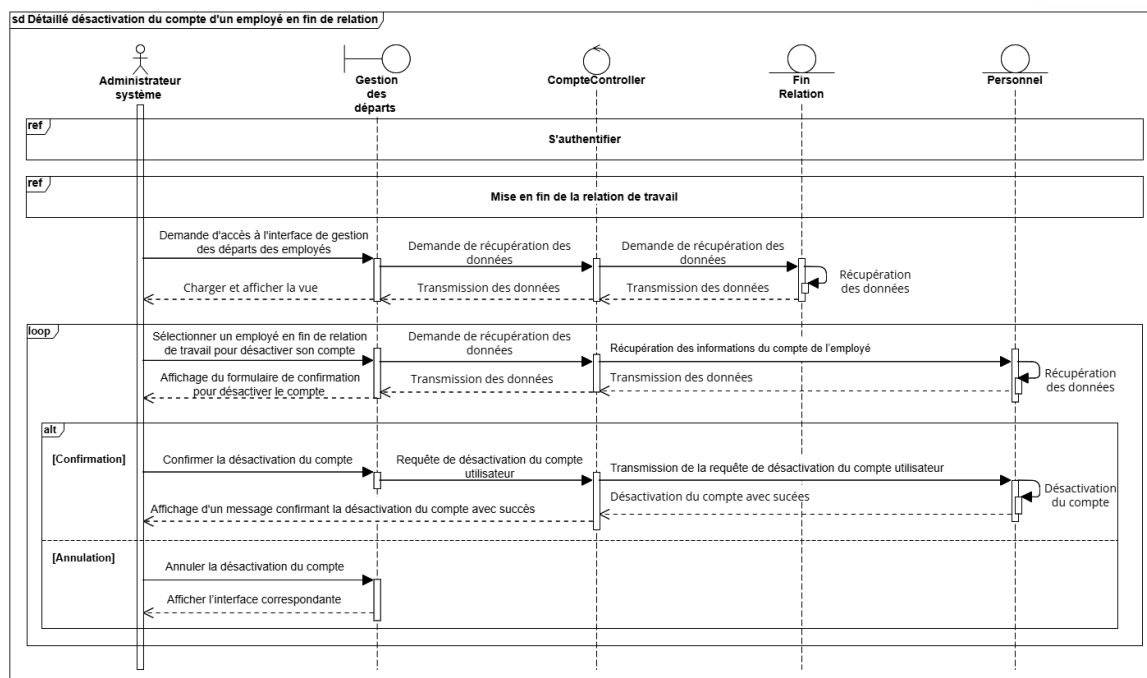 sd Détaillé désactivation du compte d'un employé en fin de relation
Administrateur
système
Gestion
des
départs
CompteController
Fin
Relation
Personnel
ref
S'authentifier
ref
Mise en fin de la relation de travail
Demande d'accès à l'interface de gestion
des départs des employés
Demande de récupération des
données
Demande de récupération des
données
Récupération
des données
Charger et afficher la vue
Transmission des données
Transmission des données
loop
Sélectionner un employé en fin de relation
de travail pour désactiver son compte
Demande de récupération des
données
Récupération des informations du compte de l'employé
Récupération
des données
Affichage du formulaire de confirmation
pour désactiver le compte
Transmission des données
Transmission des données
alt
[Confirmation]
Confirmer la désactivation du compte
Requête de désactivation du compte
utilisateur
Transmission de la requête de désactivation du compte utilisateur
Désactivation
du compte
Désactivation du compte avec sucées
Affichage d'un message confirmant la désactivation du compte avec succès
[Annulation]
Annuler la désactivation du compte
Afficher l'interface correspondante